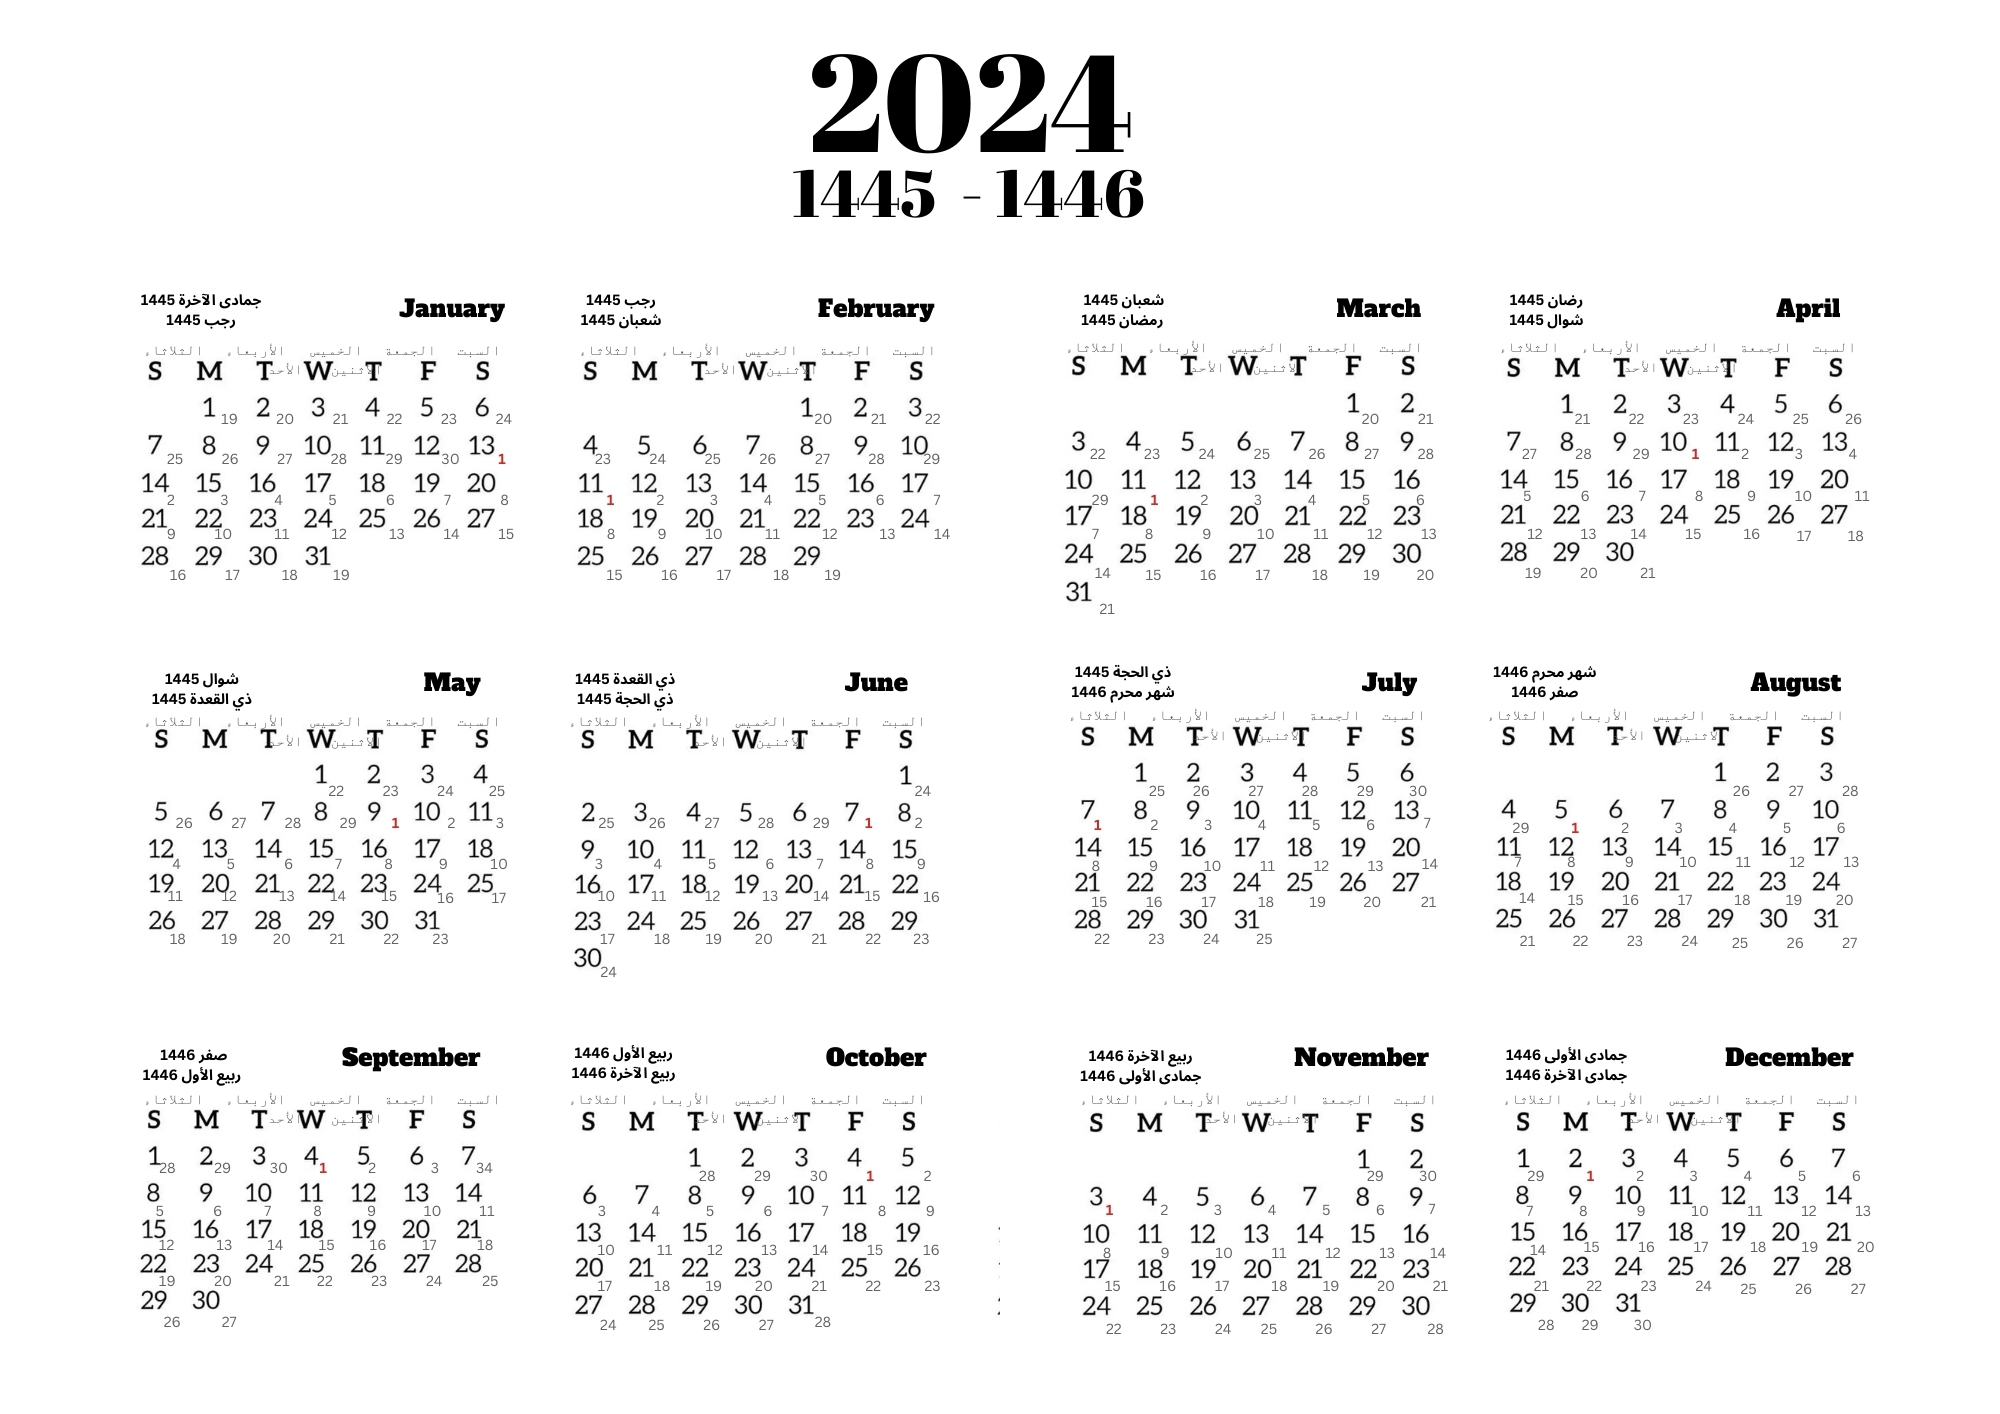 2024
1445 - 1446
جمادى الآخرة 1445
رجب 1445
January
السبت الجمعة الخميس الأربعاء الثلاثاء
الاثنين الأحد
S M T W T F S
1 2 3 4 5 6
19 20 21 22 23 24
7 8 9 10 11 12 13
25 26 27 28 29 30 1
14 15 16 17 18 19 20
2 3 4 5 6 7 8
21 22 23 24 25 26 27
9 10 11 12 13 14 15
28 29 30 31
16 17 18 19
رجب 1445
شعبان 1445
February
السبت الجمعة الخميس الأربعاء الثلاثاء
الاثنين الأحد
S M T W T F S
1 2 3
20 21 22
4 5 6 7 8 9 10
23 24 25 26 27 28 29
11 12 13 14 15 16 17
1 2 3 4 5 6 7
18 19 20 21 22 23 24
8 9 10 11 12 13 14
25 26 27 28 29
15 16 17 18 19
شعبان 1445
رمضان 1445
March
السبت الجمعة الخميس الأربعاء الثلاثاء
الاثنين الأحد
S M T W T F S
1 2
20 21
3 4 5 6 7 8 9
22 23 24 25 26 27 28
10 11 12 13 14 15 16
29 1 2 3 4 5 6
17 18 19 20 21 22 23
7 8 9 10 11 12 13
24 25 26 27 28 29 30
14 15 16 17 18 19 20
31
21
رضان 1445
شوال 1445
April
السبت الجمعة الخميس الأربعاء الثلاثاء
الاثنين الأحد
S M T W T F S
1 2 3 4 5 6
21 22 23 24 25 26
7 8 9 10 11 12 13
27 28 29 1 2 3 4
14 15 16 17 18 19 20
5 6 7 8 9 10 11
21 22 23 24 25 26 27
12 13 14 15 16 17 18
28 29 30
19 20 21
شوال 1445
ذي القعدة 1445
May
السبت الجمعة الخميس الأربعاء الثلاثاء
الاثنين الأحد
S M T W T F S
1 2 3 4
22 23 24 25
5 6 7 8 9 10 11
26 27 28 29 1 2 3
12 13 14 15 16 17 18
4 5 6 7 8 9 10
19 20 21 22 23 24 25
11 12 13 14 15 16 17
26 27 28 29 30 31
18 19 20 21 22 23
ذي القعدة 1445
ذي الحجة 1445
June
السبت الجمعة الخميس الأربعاء الثلاثاء
الاثنين الأحد
S M T W T F S
1
24
2 3 4 5 6 7 8
25 26 27 28 29 1 2
9 10 11 12 13 14 15
3 4 5 6 7 8 9
16 17 18 19 20 21 22
10 11 12 13 14 15 16
23 24 25 26 27 28 29
17 18 19 20 21 22 23
30
24
ذي الحجة 1445
شهر محرم 1446
July
السبت الجمعة الخميس الأربعاء الثلاثاء
الاثنين الأحد
S M T W T F S
1 2 3 4 5 6
25 26 27 28 29 30
7 8 9 10 11 12 13
1 2 3 4 5 6 7
14 15 16 17 18 19 20
8 9 10 11 12 13 14
21 22 23 24 25 26 27
15 16 17 18 19 20 21
28 29 30 31
22 23 24 25
شهر محرم 1446
صفر 1446
August
السبت الجمعة الخميس الأربعاء الثلاثاء
الاثنين الأحد
S M T W T F S
1 2 3
26 27 28
4 5 6 7 8 9 10
29 1 2 3 4 5 6
11 12 13 14 15 16 17
7 8 9 10 11 12 13
18 19 20 21 22 23 24
14 15 16 17 18 19 20
25 26 27 28 29 30 31
21 22 23 24 25 26 27
صفر 1446
ربيع الأول 1446
September
السبت الجمعة الخميس الأربعاء الثلاثاء
الاثنين الأحد
S M T W T F S
1 2 3 4 5 6 7
28 29 30 1 2 3 34
8 9 10 11 12 13 14
5 6 7 8 9 10 11
15 16 17 18 19 20 21
12 13 14 15 16 17 18
22 23 24 25 26 27 28
19 20 21 22 23 24 25
29 30
26 27
ربيع الأول 1446
ربيع الآخرة 1446
October
السبت الجمعة الخميس الأربعاء الثلاثاء
الاثنين الأحد
S M T W T F S
1 2 3 4 5
28 29 30 1 2
6 7 8 9 10 11 12
3 4 5 6 7 8 9
13 14 15 16 17 18 19
10 11 12 13 14 15 16
20 21 22 23 24 25 26
17 18 19 20 21 22 23
27 28 29 30 31
24 25 26 27 28
ربيع الآخرة 1446
جمادى الأولى 1446
November
السبت الجمعة الخميس الأربعاء الثلاثاء
الاثنين الأحد
S M T W T F S
1 2
29 30
3 4 5 6 7 8 9
1 2 3 4 5 6 7
10 11 12 13 14 15 16
8 9 10 11 12 13 14
17 18 19 20 21 22 23
15 16 17 18 19 20 21
24 25 26 27 28 29 30
22 23 24 25 26 27 28
جمادى الأولى 1446
جمادى الآخرة 1446
December
السبت الجمعة الخميس الأربعاء الثلاثاء
الاثنين الأحد
S M T W T F S
1 2 3 4 5 6 7
29 1 2 3 4 5 6
8 9 10 11 12 13 14
7 8 9 10 11 12 13
15 16 17 18 19 20 21
14 15 16 17 18 19 20
22 23 24 25 26 27 28
21 22 23 24 25 26 27
29 30 31
28 29 30